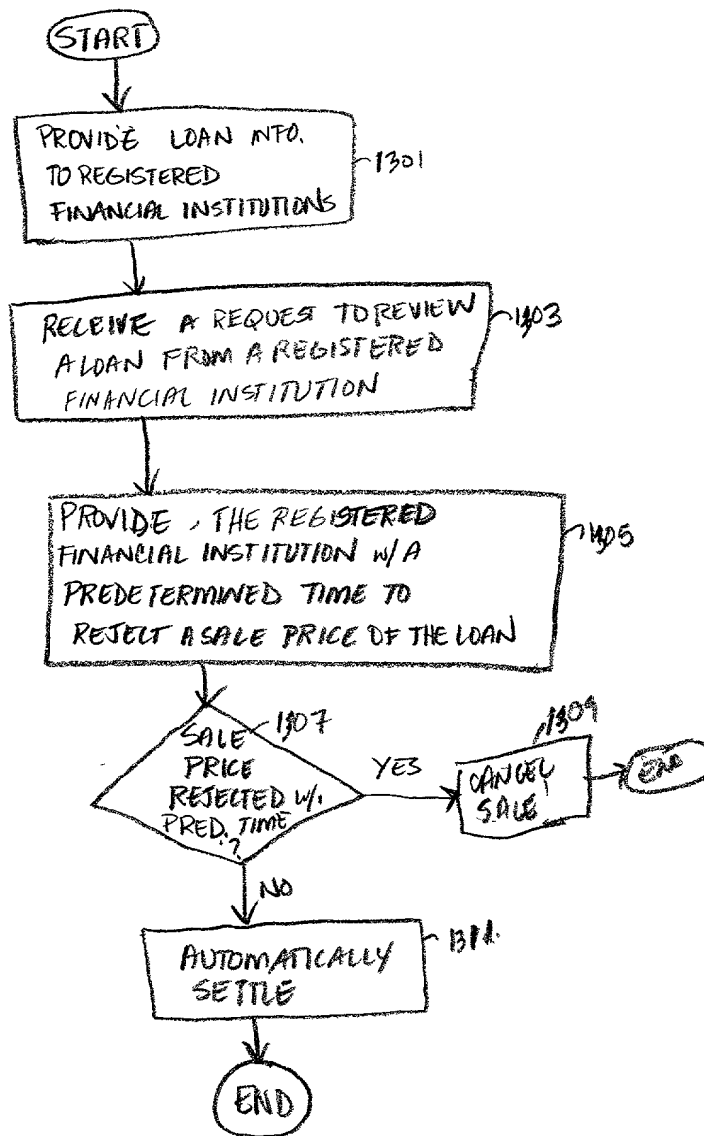 START
PROVIDE LOAN INFO.
TO REGISTERED
FINANCIAL INSTITUTIONS
1301
RECEIVE A REQUEST TO REVIEW
A LOAN FROM A REGISTERED
FINANCIAL INSTITUTION
1303
PROVIDE, THE REGISTERED
FINANCIAL INSTITUTION W/A
PREDETERMINED TIME TO
REJECT A SALE PRICE OF THE LOAN
1305
SALE
PRICE
REJECTED W/.
PRED. TIME
?
1307
YES
1309
CANCEL
SALE
END
NO
AUTOMATICALLY
SETTLE
1311.
END